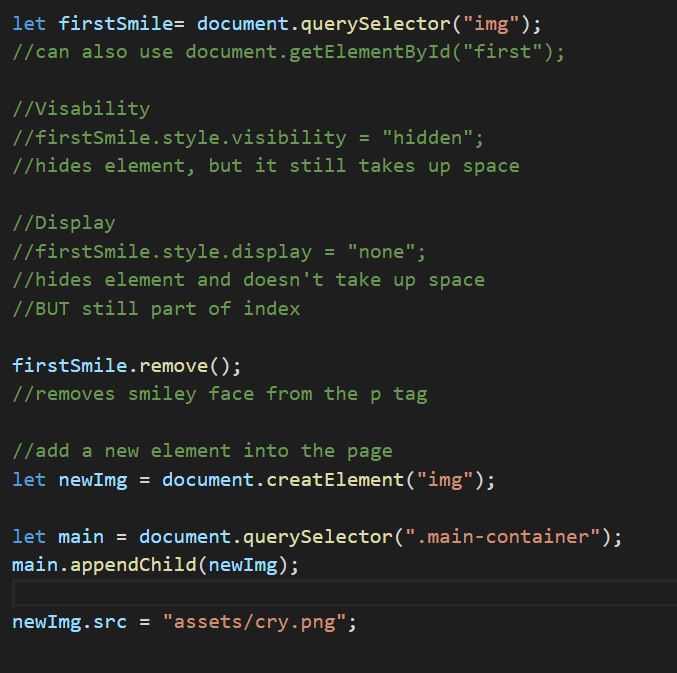 let firstSmile= document.querySelector("img");
//can also use document.getElementById("first");
//Visability
//firstSmile.style.visibility = "hidden";
//hides element, but it still takes up space
//Display
//firstSmile.style.display = "none";
//hides element and doesn't take up space
//BUT still part of index
firstSmile.remove();
//removes smiley face from the p tag
//add a new element into the page
let newImg = document.creatElement("img");
let main = document.querySelector(".main-container");
main.appendChild(newImg);
newImg.src = "assets/cry.png";